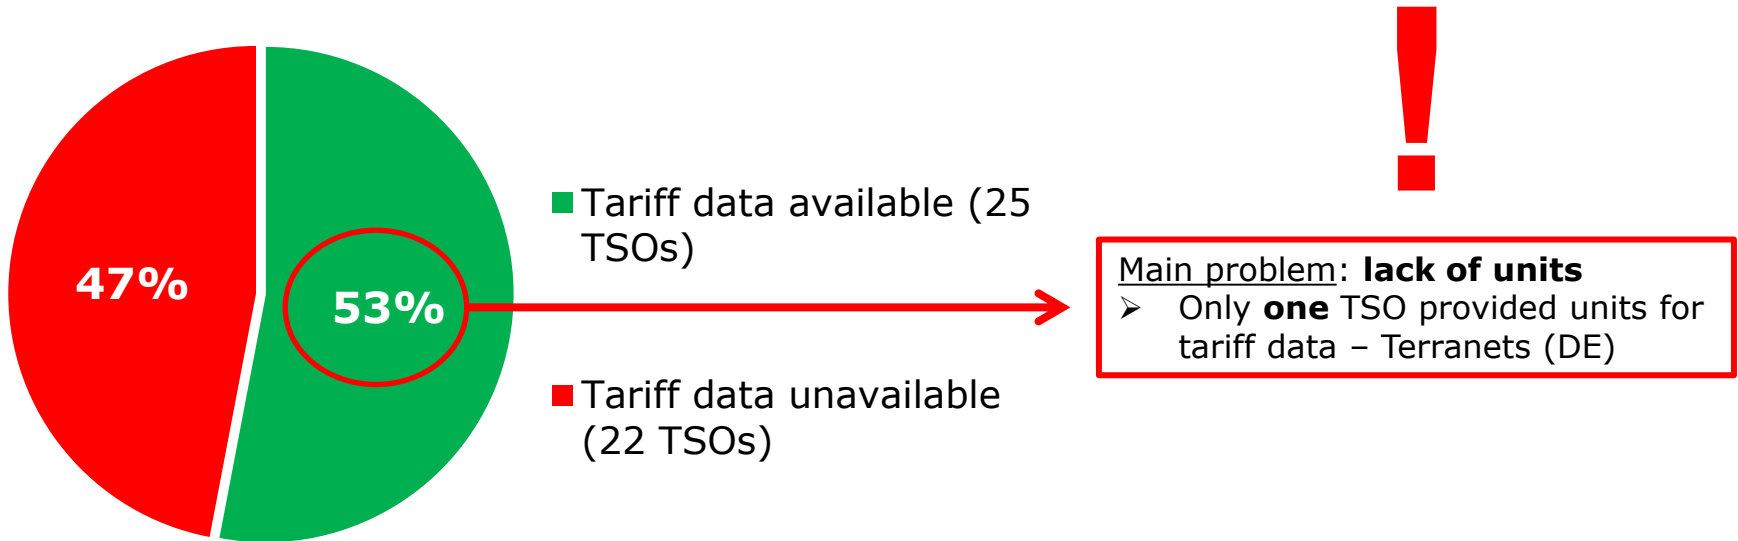 47%
53%
Tariff data available (25
TSOs)
Tariff data unavailable
(22 TSOs)
!
Main problem: lack of units
➢ Only one TSO provided units for
tariff data – Terranets (DE)